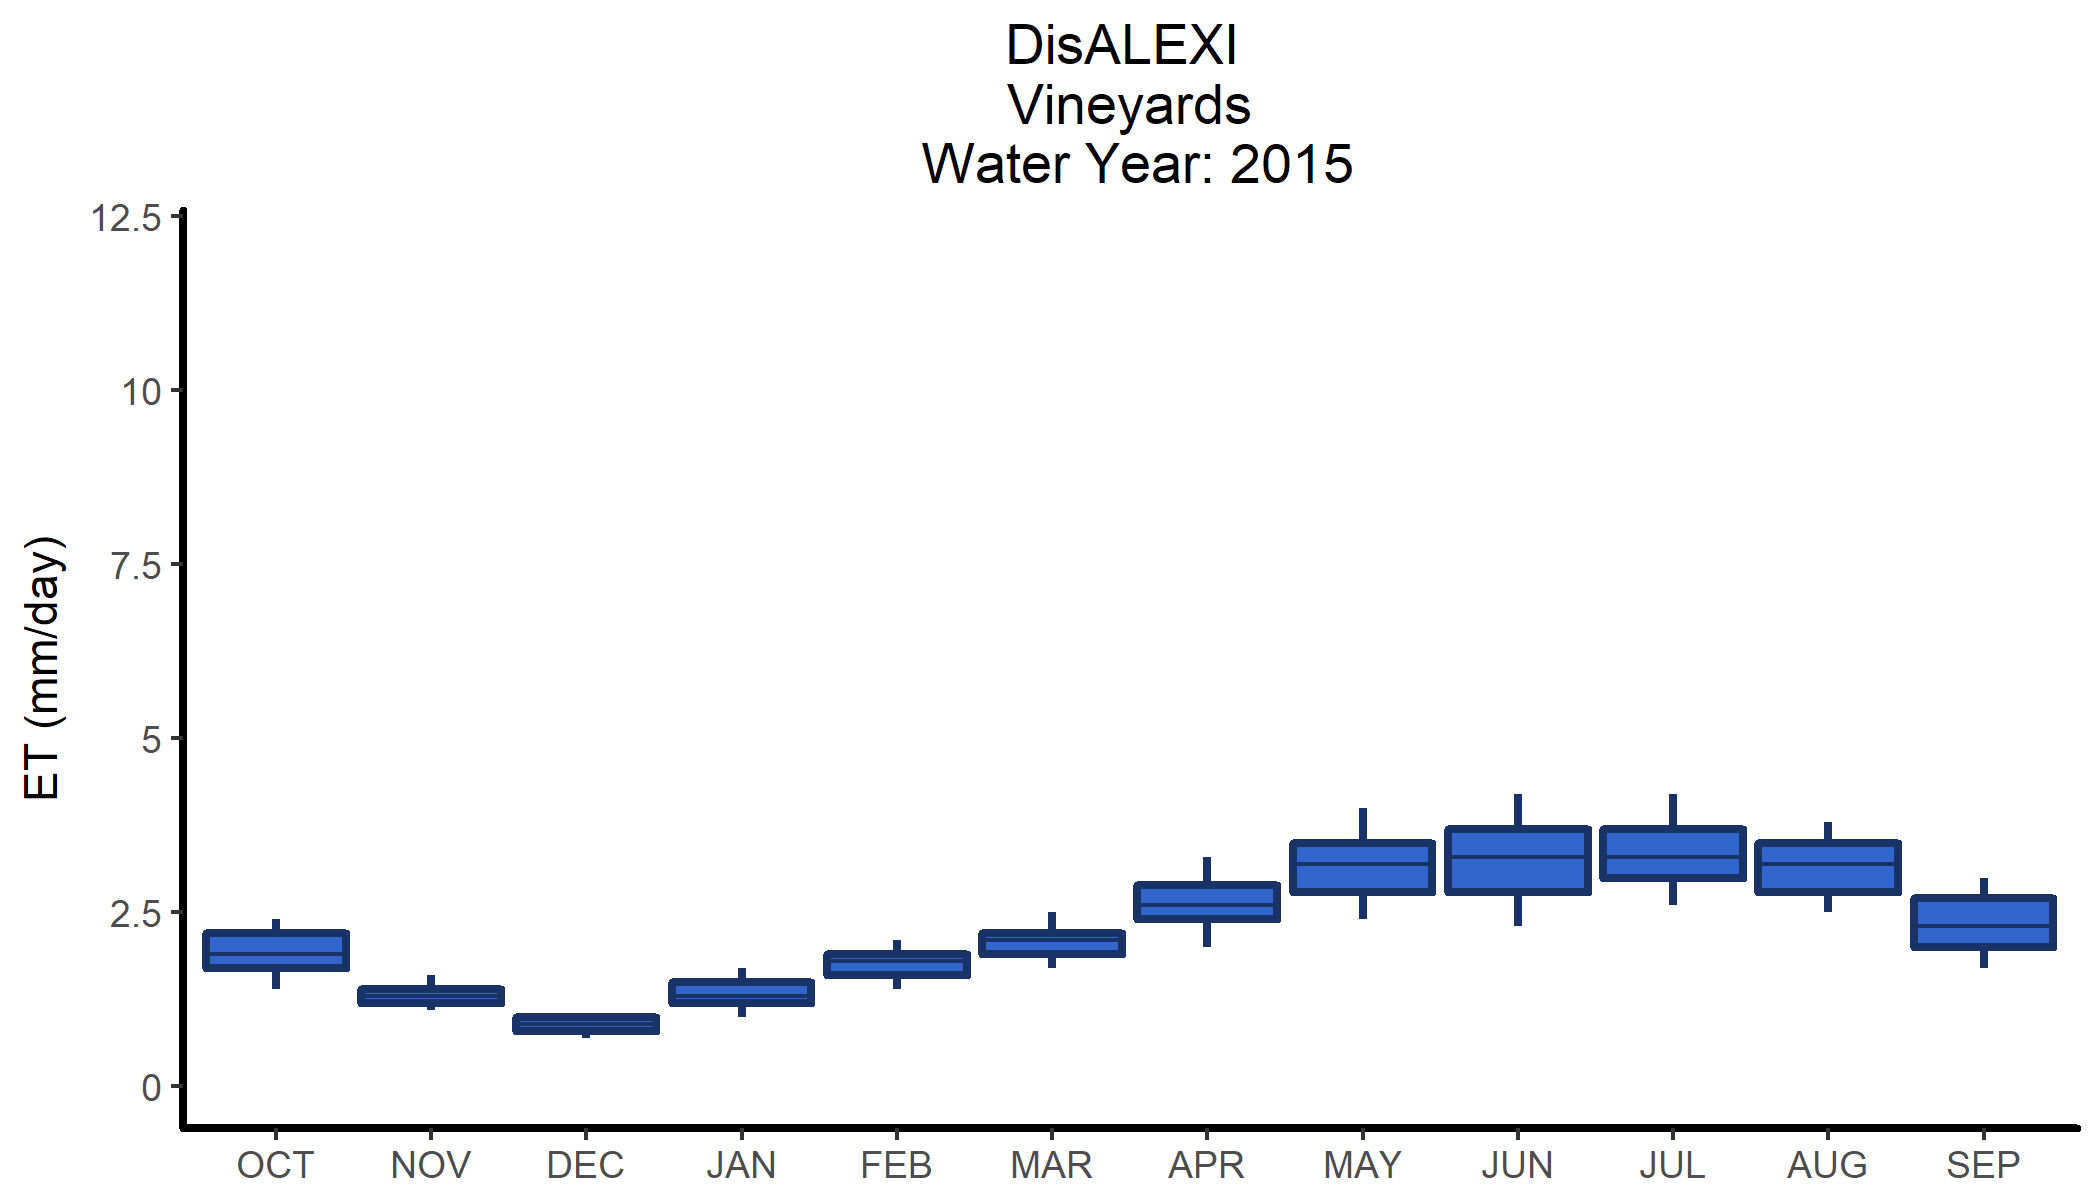 DisALEXI
Vineyards
Water Year: 2015
ET (mm/day)
12.5
10
7.5
5
2.5
0
OCT NOV DEC JAN FEB MAR APR MAY JUN JUL AUG SEP